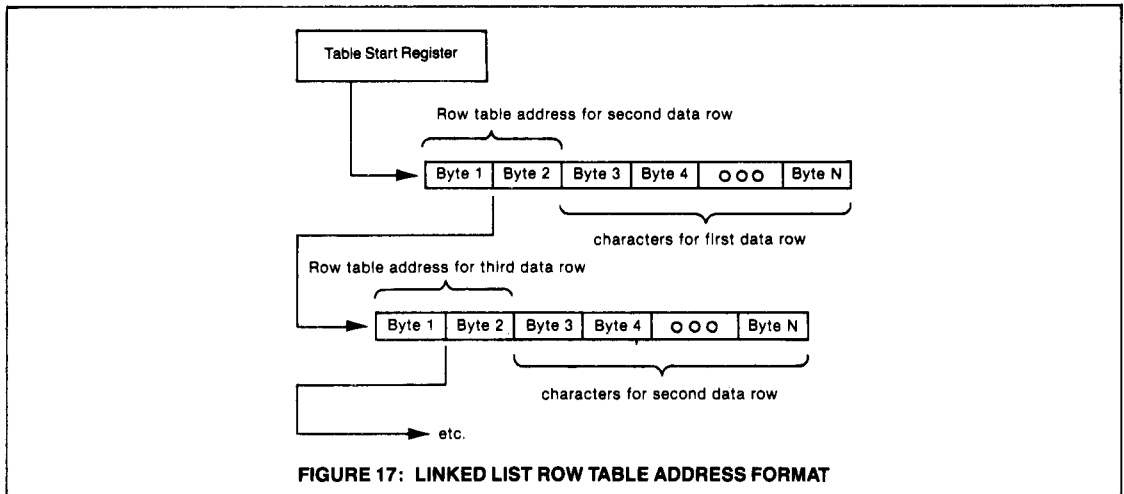 Table Start Register
Row table address for second data row
Byte 1 Byte 2 Byte 3 Byte 4 ooo Byte N
characters for first data row
Row table address for third data row
Byte 1 Byte 2 Byte 3 Byte 4 ooo Byte N
characters for second data row
etc.
FIGURE 17: LINKED LIST ROW TABLE ADDRESS FORMAT